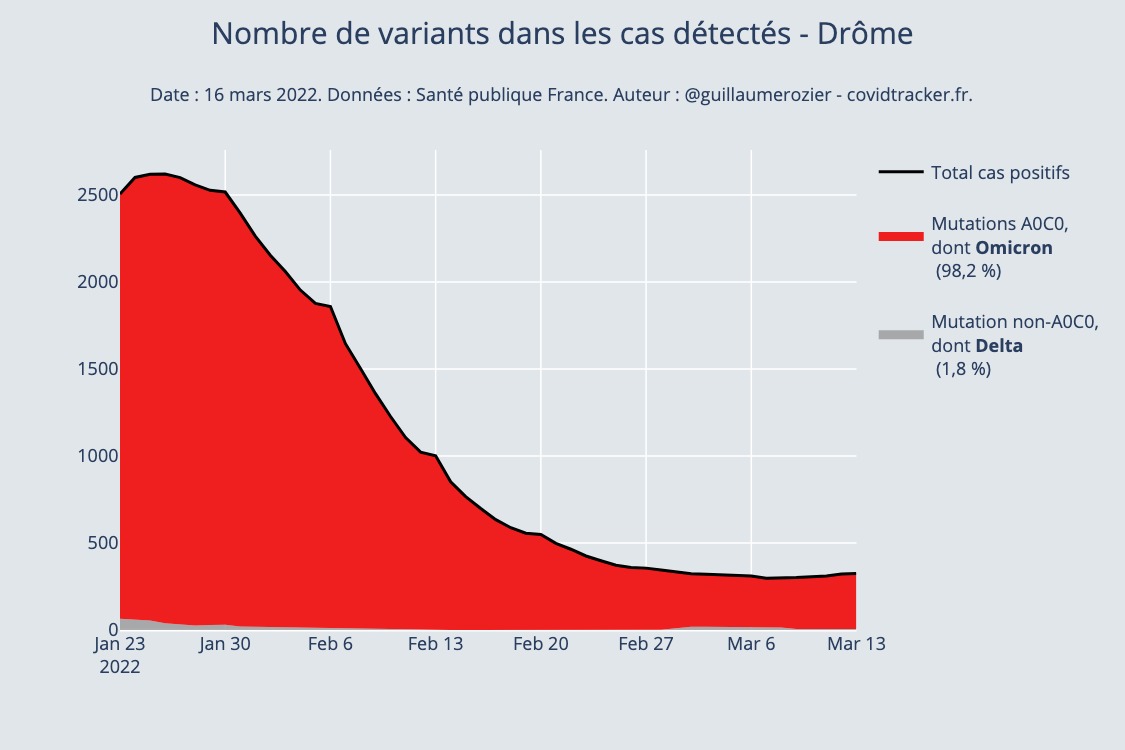 Nombre de variants dans les cas détectés - Drôme
Date : 16 mars 2022. Données : Santé publique France. Auteur : @guillaumerozier - covidtracker.fr.
2500
2000
1500
1000
500
0
Jan 23
2022
Jan 30
Feb 6
Feb 13
Feb 20
Feb 27
Mar 6
Mar 13
Total cas positifs
Mutations A0C0,
dont Omicron
(98,2 %)
Mutation non-A0C0,
dont Delta
(1,8 %)